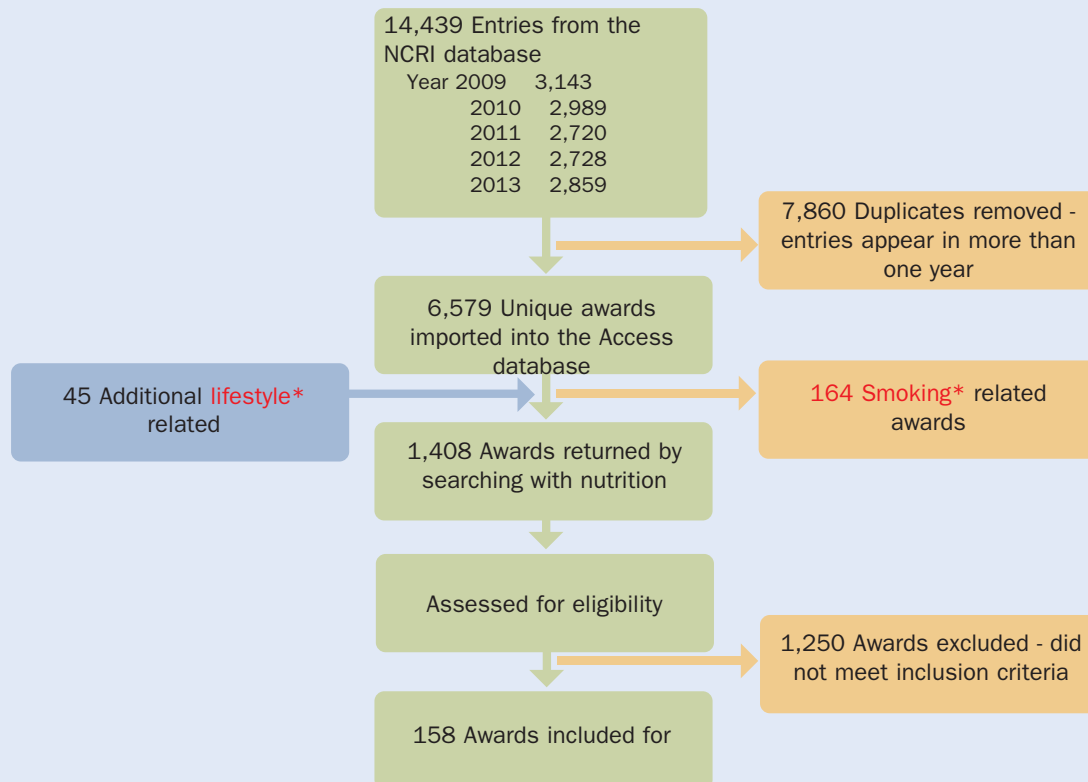 14,439 Entries from the
NCRI database
Year 2009 3,143
2010 2,989
2011 2,720
2012 2,728
2013 2,859
7,860 Duplicates removed -
entries appear in more than
one year
6,579 Unique awards
imported into the Access
database
45 Additional lifestyle*
related
164 Smoking* related
awards
1,408 Awards returned by
searching with nutrition
Assessed for eligibility
1,250 Awards excluded - did
not meet inclusion criteria
158 Awards included for